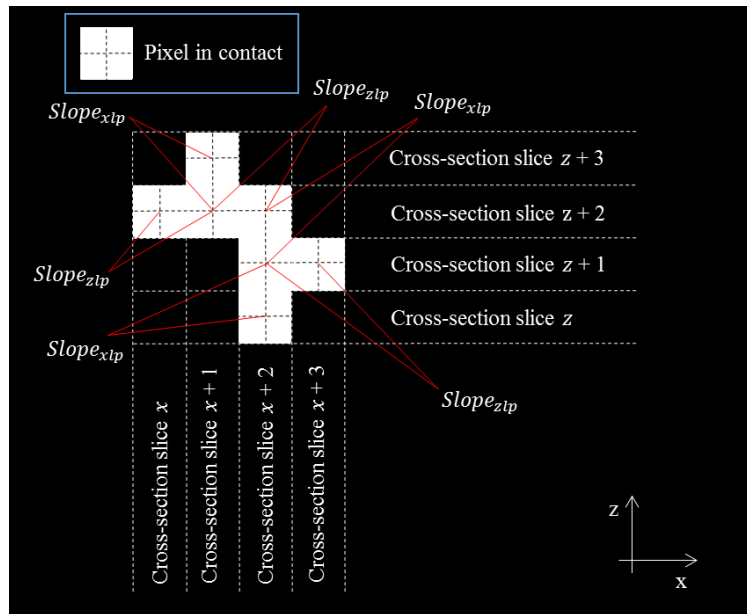 Pixel in contact
Slope_zlp
Slope_xlp
Slope_xlp
Cross-section slice z + 3
Cross-section slice z + 2
Cross-section slice z + 1
Slope_zlp
Cross-section slice z
Slope_xlp
Slope_zlp
Cross-section slice x
Cross-section slice x + 1
Cross-section slice x + 2
Cross-section slice x + 3
z
x